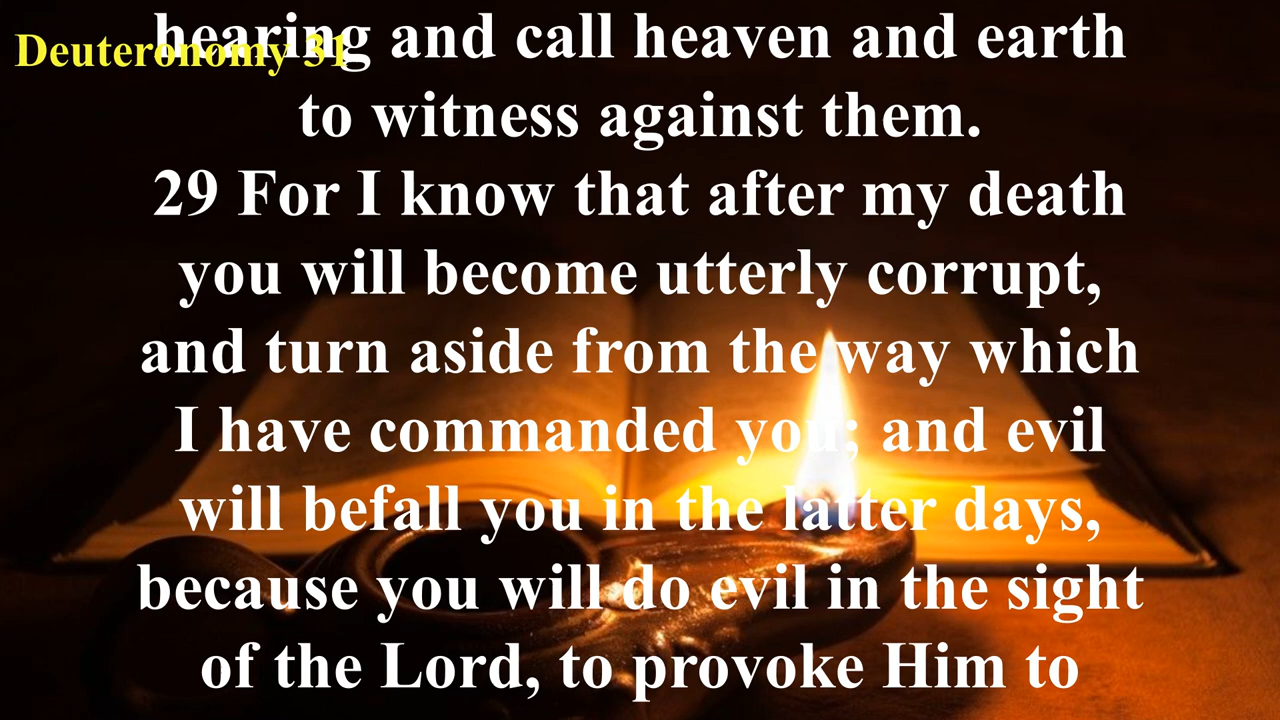 Deuteronomy 31
hearing and call heaven and earth
to witness against them.
29 For I know that after my death
you will become utterly corrupt,
and turn aside from the way which
I have commanded you; and evil
will befall you in the latter days,
because you will do evil in the sight
of the Lord, to provoke Him to